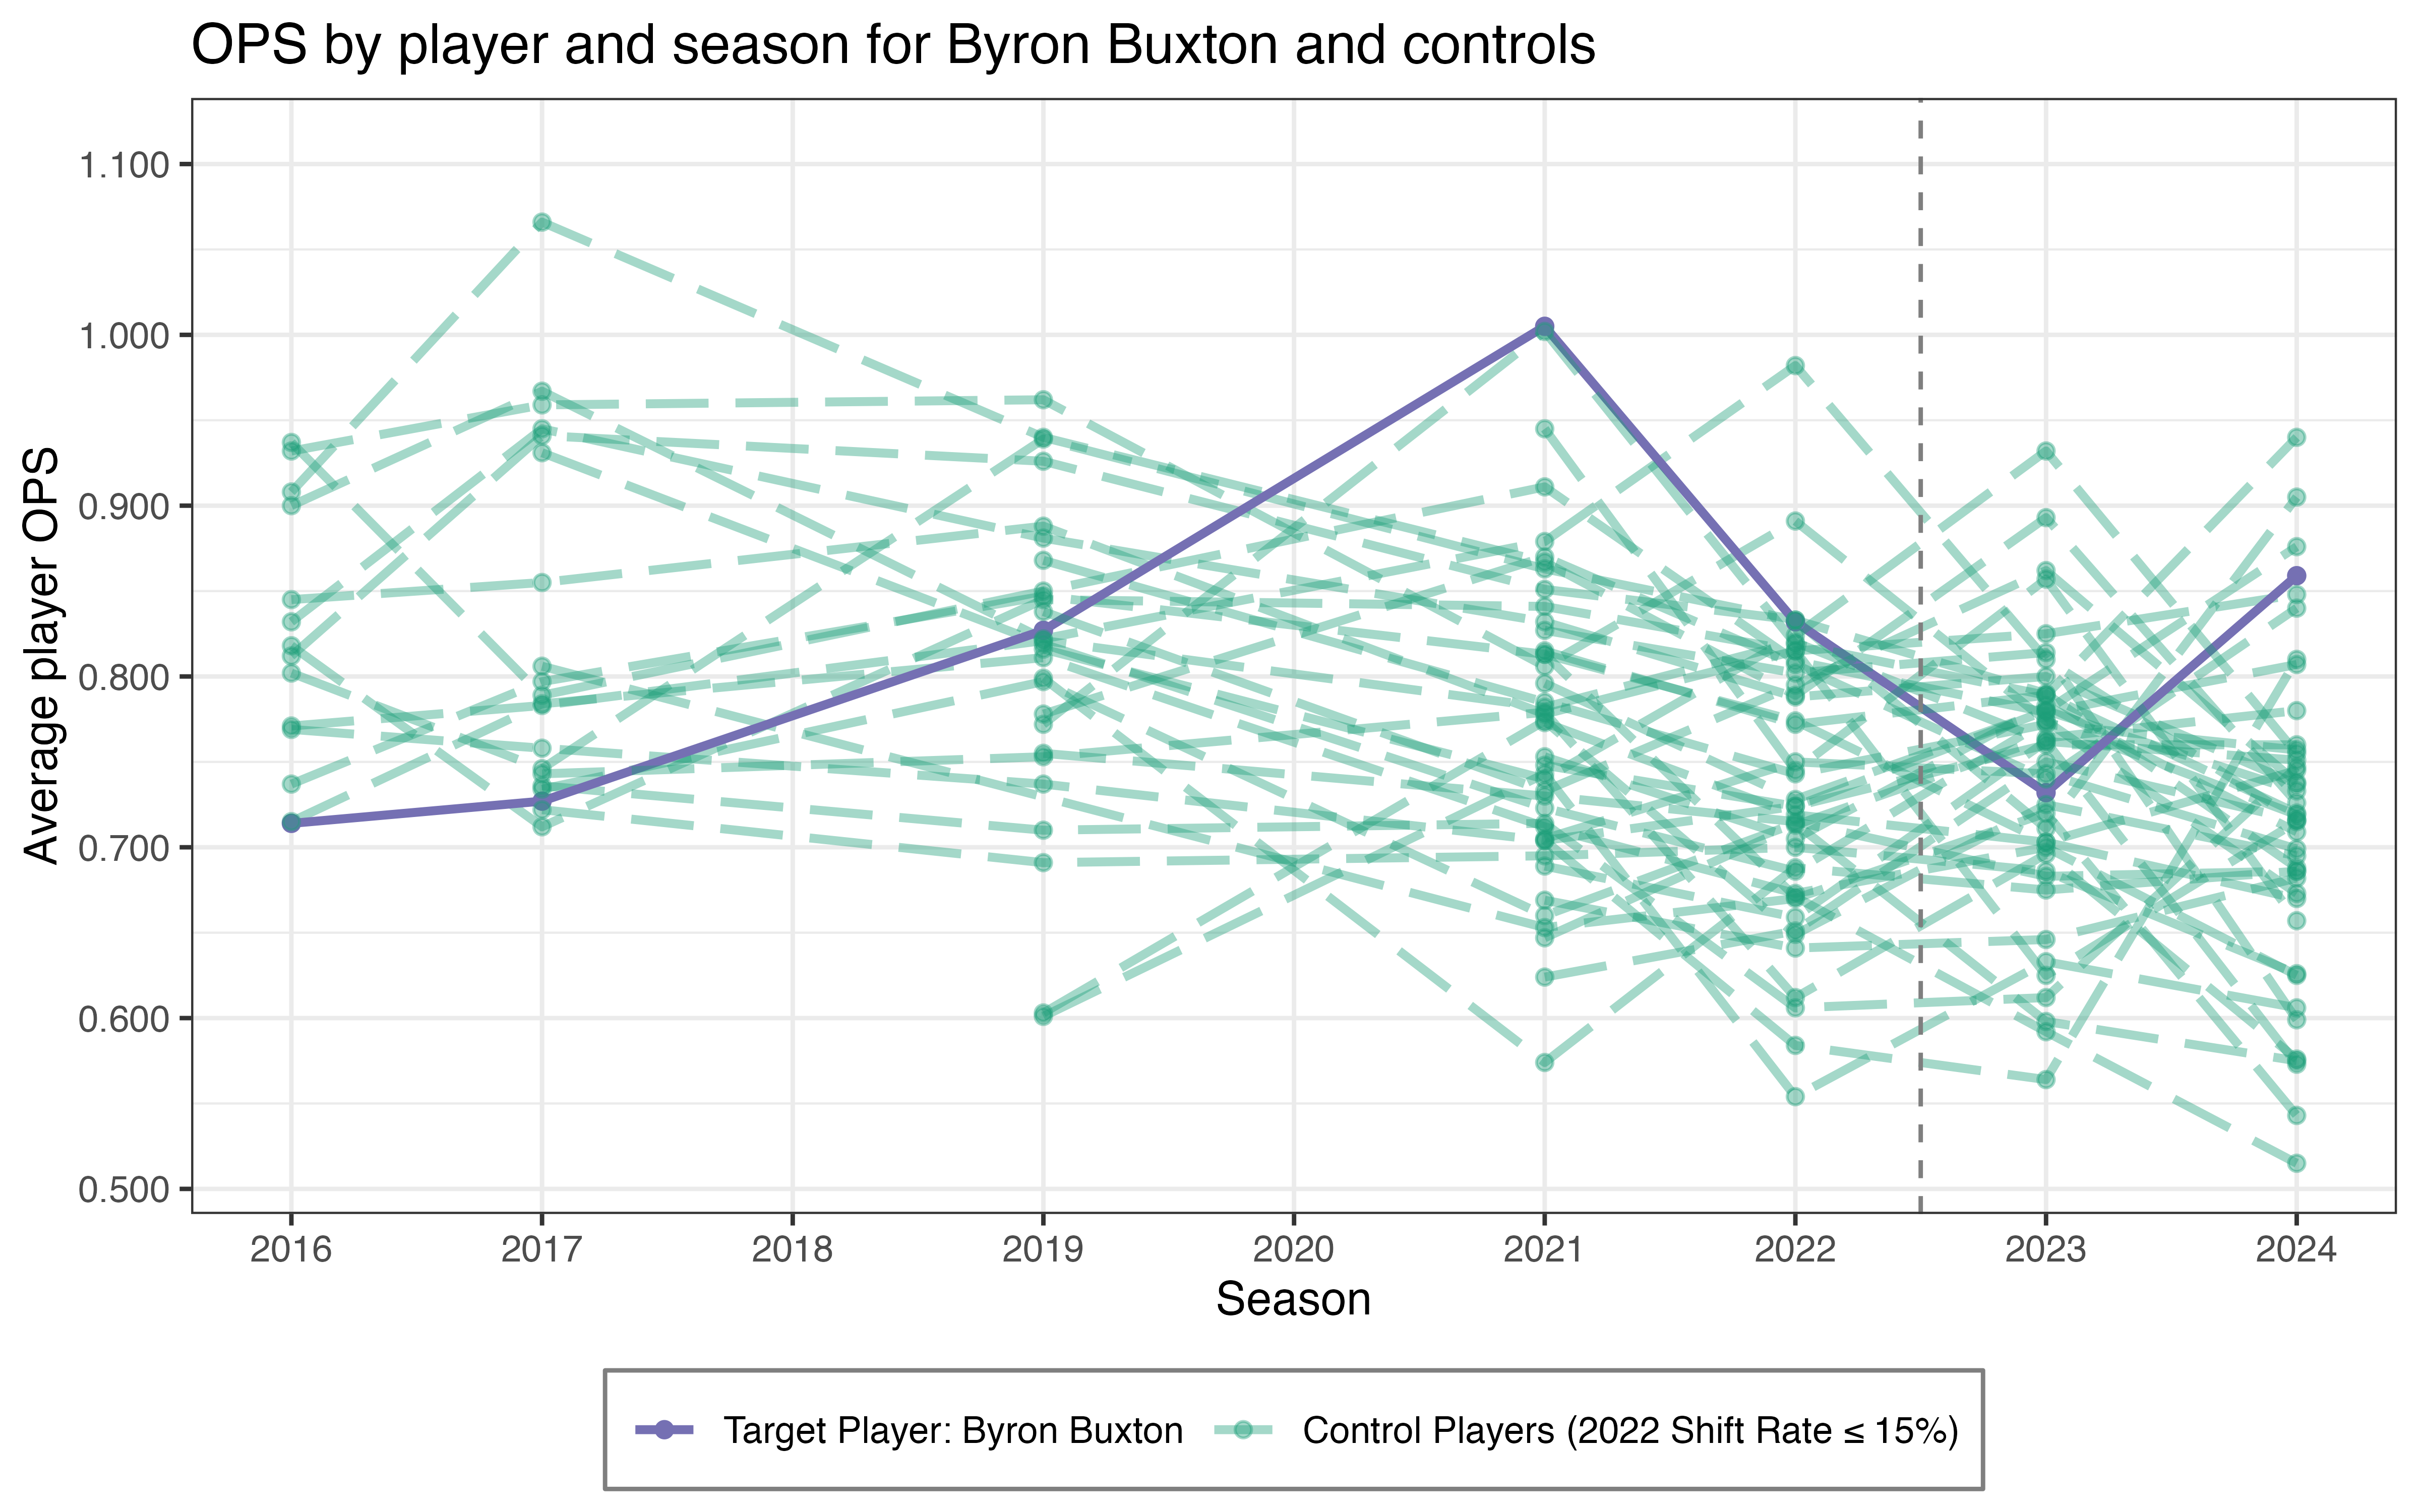 OPS by player and season for Byron Buxton and controls
Average player OPS
1.100
1.000
0.900
0.800
0.700
0.600
0.500
2016 2017 2018 2019 2020 2021 2022 2023 2024
Season
Target Player: Byron Buxton Control Players (2022 Shift Rate ≤ 15%)